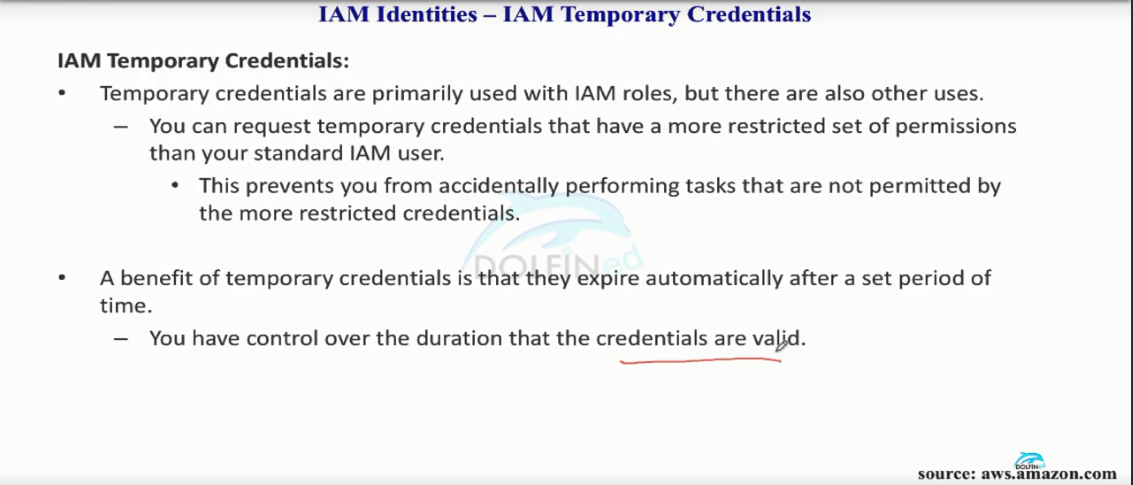 IAM Identities – IAM Temporary Credentials
IAM Temporary Credentials:
• Temporary credentials are primarily used with IAM roles, but there are also other uses.
– You can request temporary credentials that have a more restricted set of permissions
than your standard IAM user.
• This prevents you from accidentally performing tasks that are not permitted by
the more restricted credentials.
DOLFINed
• A benefit of temporary credentials is that they expire automatically after a set period of
time.
– You have control over the duration that the credentials are valid.
DOLFINed
source: aws.amazon.com